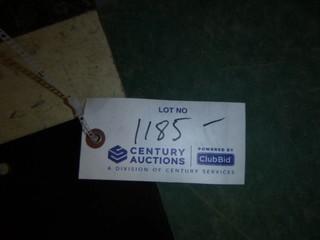 LOT NO
1185 -
CENTURY AUCTIONS
POWERED BY
ClubBid
A DIVISION OF CENTURY SERVICES